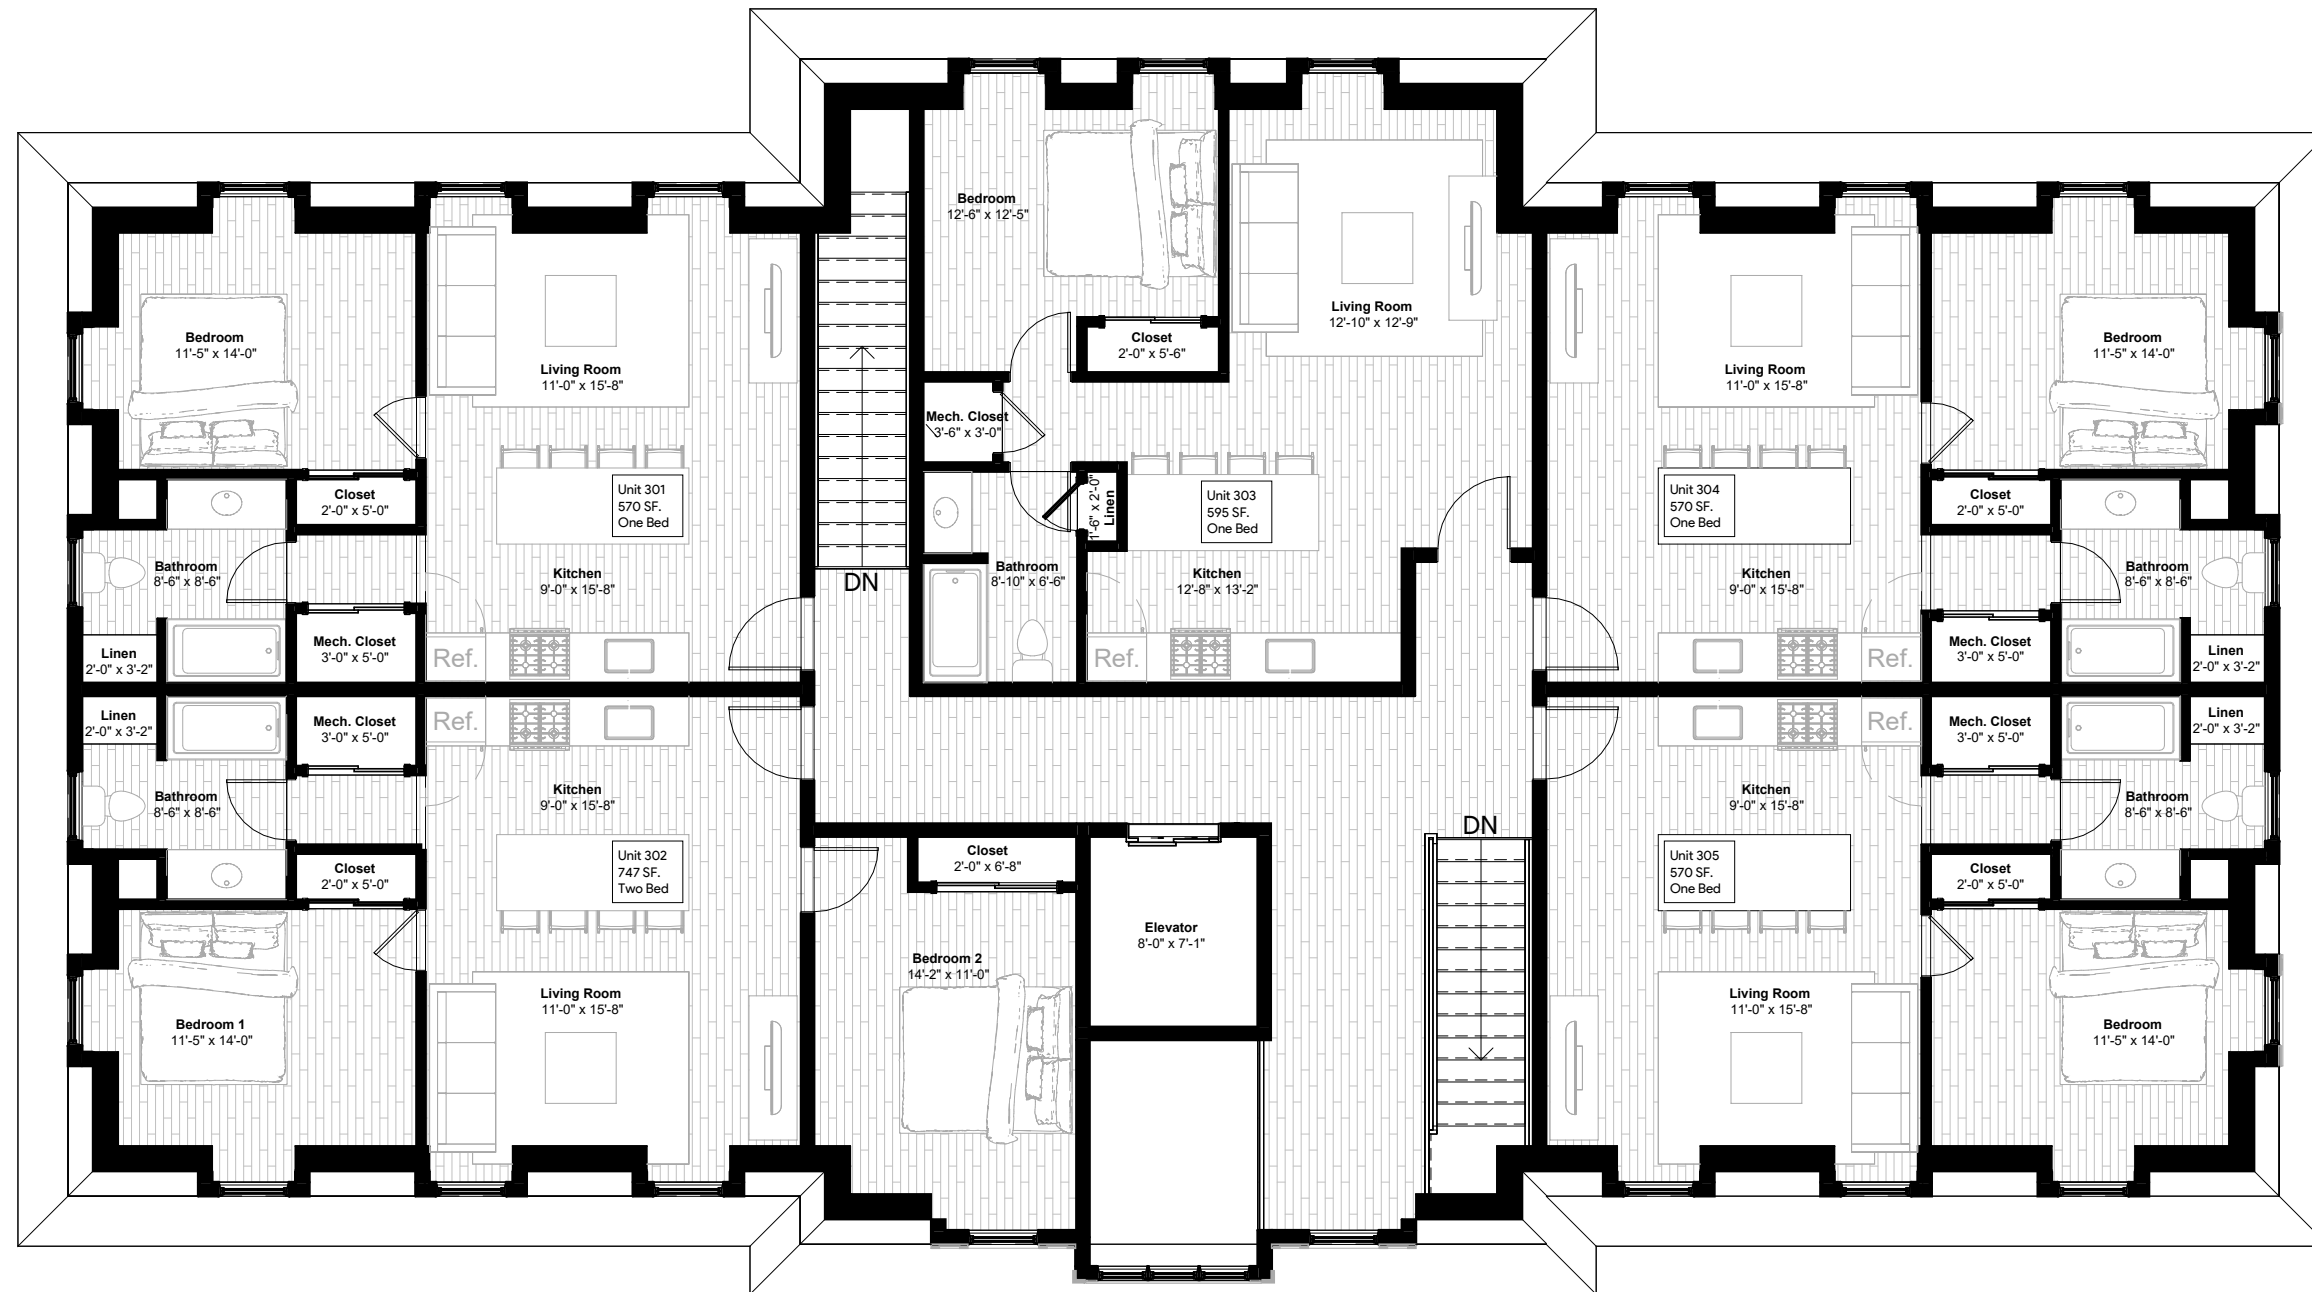 Bedroom
12'-6" x 12'-5"
Living Room
12'-10" x 12'-9"
Closet
2'-0" x 5'-6"
Mech. Closet
3'-6" x 3'-0"
1'-6" x 2'-0"
Linen
Unit 303
595 SF.
One Bed
Bathroom
8'-10" x 6'-6"
Kitchen
12'-8" x 13'-2"
Ref.
Bedroom
11'-5" x 14'-0"
Living Room
11'-0" x 15'-8"
Closet
2'-0" x 5'-0"
Unit 301
570 SF.
One Bed
Bathroom
8'-6" x 8'-6"
Kitchen
9'-0" x 15'-8"
Linen
2'-0" x 3'-2"
Mech. Closet
3'-0" x 5'-0"
Ref.
DN
Living Room
11'-0" x 15'-8"
Bedroom
11'-5" x 14'-0"
Unit 304
570 SF.
One Bed
Closet
2'-0" x 5'-0"
Kitchen
9'-0" x 15'-8"
Bathroom
8'-6" x 8'-6"
Ref.
Mech. Closet
3'-0" x 5'-0"
Linen
2'-0" x 3'-2"
Linen
2'-0" x 3'-2"
Mech. Closet
3'-0" x 5'-0"
Ref.
Bathroom
8'-6" x 8'-6"
Kitchen
9'-0" x 15'-8"
Closet
2'-0" x 5'-0"
Unit 302
747 SF.
Two Bed
Bedroom 1
11'-5" x 14'-0"
Living Room
11'-0" x 15'-8"
Closet
2'-0" x 6'-8"
Bedroom 2
14'-2" x 11'-0"
Elevator
8'-0" x 7'-1"
DN
Ref.
Mech. Closet
3'-0" x 5'-0"
Linen
2'-0" x 3'-2"
Kitchen
9'-0" x 15'-8"
Bathroom
8'-6" x 8'-6"
Unit 305
570 SF.
One Bed
Closet
2'-0" x 5'-0"
Living Room
11'-0" x 15'-8"
Bedroom
11'-5" x 14'-0"